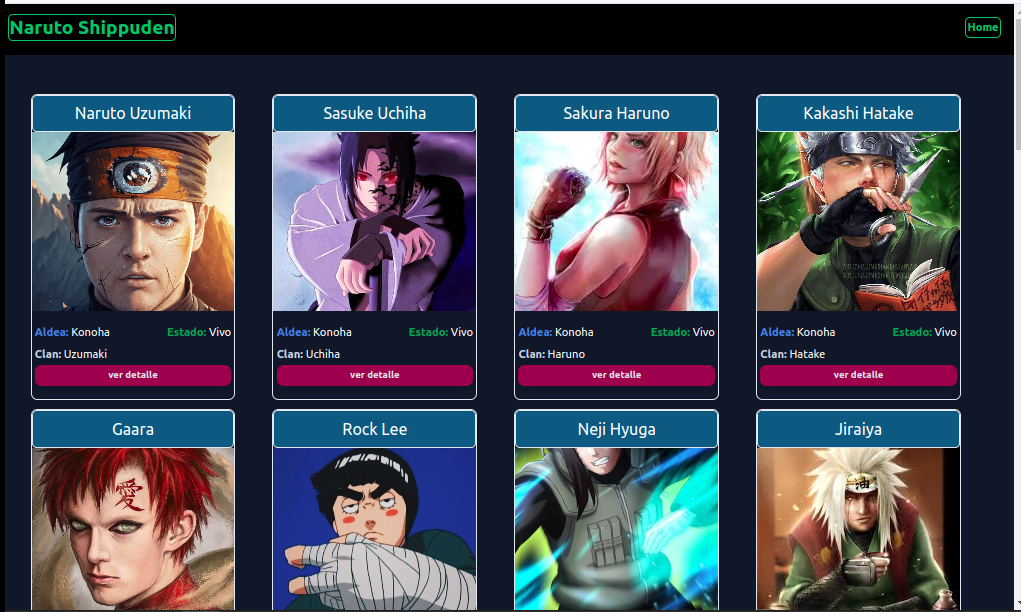 Naruto Shippuden
Home
Naruto Uzumaki
Sasuke Uchiha
Sakura Haruno
Kakashi Hatake
Aldea: Konoha Estado: Vivo
Clan: Uzumaki
ver detalle
Aldea: Konoha Estado: Vivo
Clan: Uchiha
ver detalle
Aldea: Konoha Estado: Vivo
Clan: Haruno
ver detalle
Aldea: Konoha Estado: Vivo
Clan: Hatake
ver detalle
Gaara
愛
Rock Lee
Neji Hyuga
Jiraiya
油